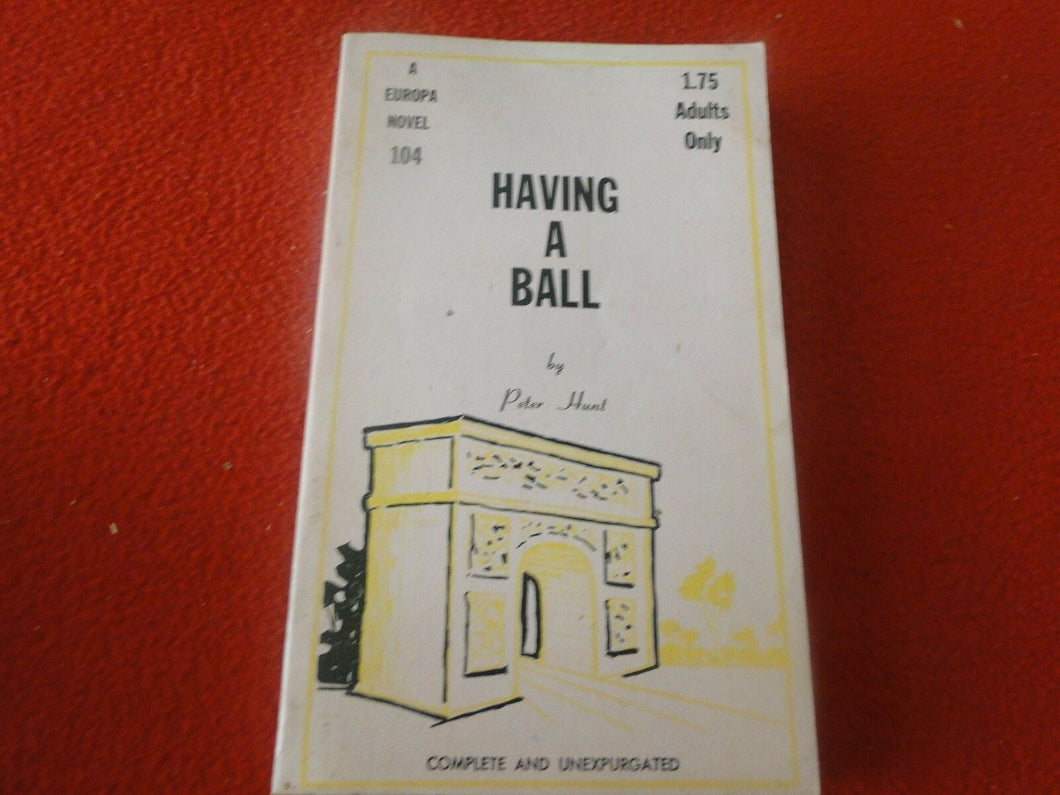 A
EUROPA
NOVEL
104
1.75
Adults
Only
HAVING
A
BALL
by
Peter Hunt
COMPLETE AND UNEXPURGATED